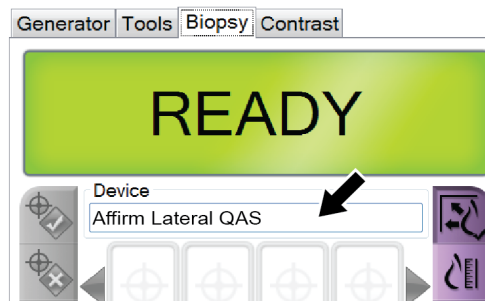 Generator Tools Biopsy Contrast
READY
Device
Affirm Lateral QAS